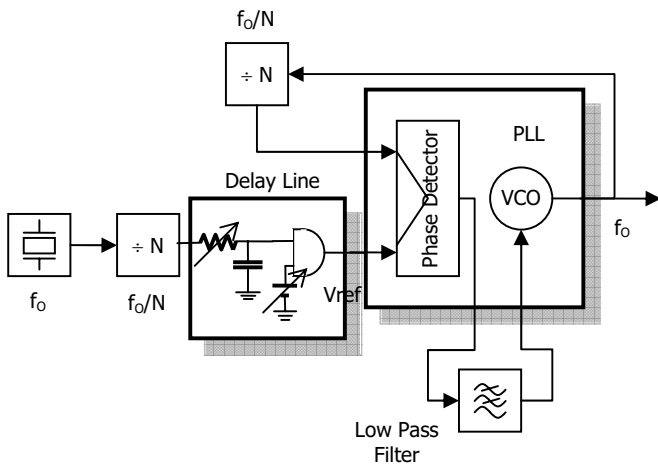 fO/N
÷ N
PLL
Phase Detector
VCO
fO
Delay Line
÷ N
Vref
fO
fO/N
Low Pass
Filter